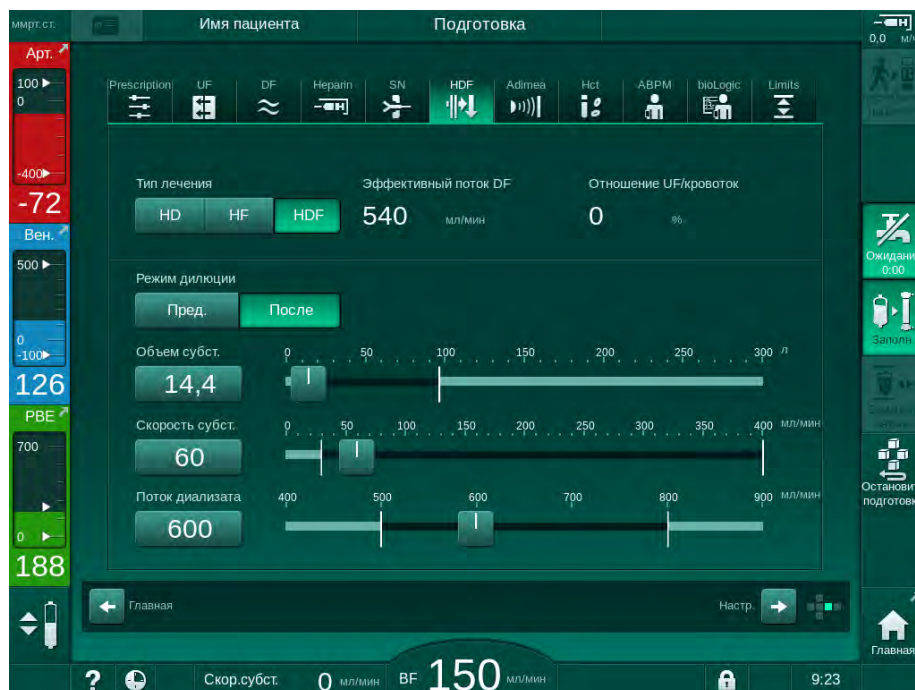 ммрт.ст.
Имя пациента
Подготовка
0,0 м/ч
Арт.
100
0
-400
-72
Вен.
500
0
-100
126
PBE
700
0
188
Prescription UF DF Heparin SN HDF Adimea Hct ABPM bioLogic Limits
Тип лечения
HD HF HDF
Эффективный поток DF
540 мл/мин
Отношение UF/кровоток
0 %
Режим дилюции
Пред. После
Объем субст.
14,4
0 50 100 150 200 250 300 л
Скорость субст.
60
0 50 100 150 200 250 300 350 400 мл/мин
Поток диализата
600
400 500 600 700 800 900 мл/мин
Ожидани
0:00
Заполн
Останови
подготовк
Главная
Главная
Настр.
? Скор.субст. 0 мл/мин BF 150 мл/мин 9:23